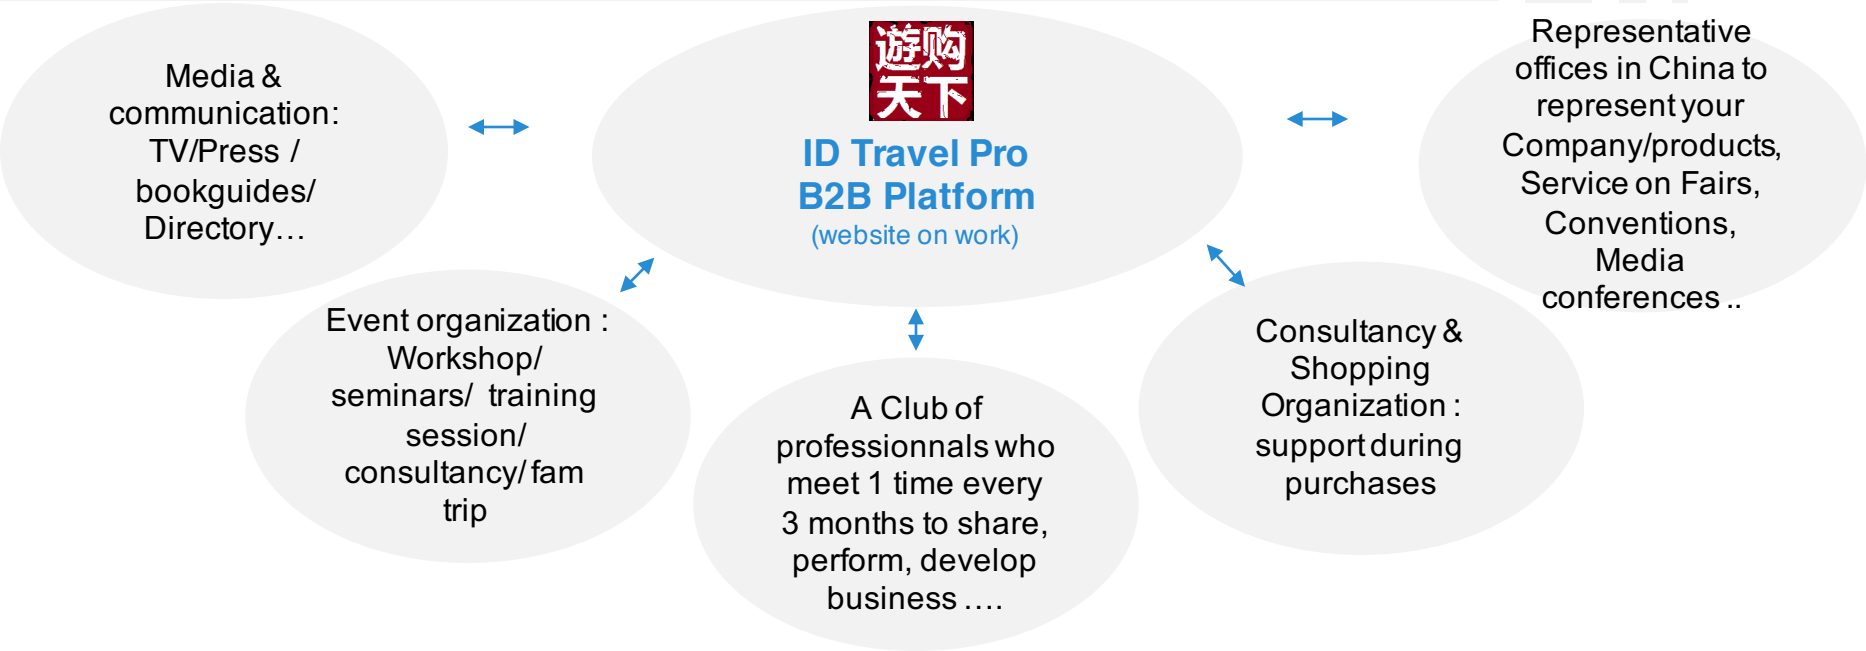 Media &
communication:
TV/Press /
bookguides/
Directory…
遊购
天下
ID Travel Pro
B2B Platform
(website on work)
Representative
offices in China to
represent your
Company/products,
Service on Fairs,
Conventions,
Media
conferences ..
Event organization :
Workshop/
seminars/ training
session/
consultancy/ fam
trip
A Club of
professionnals who
meet 1 time every
3 months to share,
perform, develop
business ….
Consultancy &
Shopping
Organization :
support during
purchases